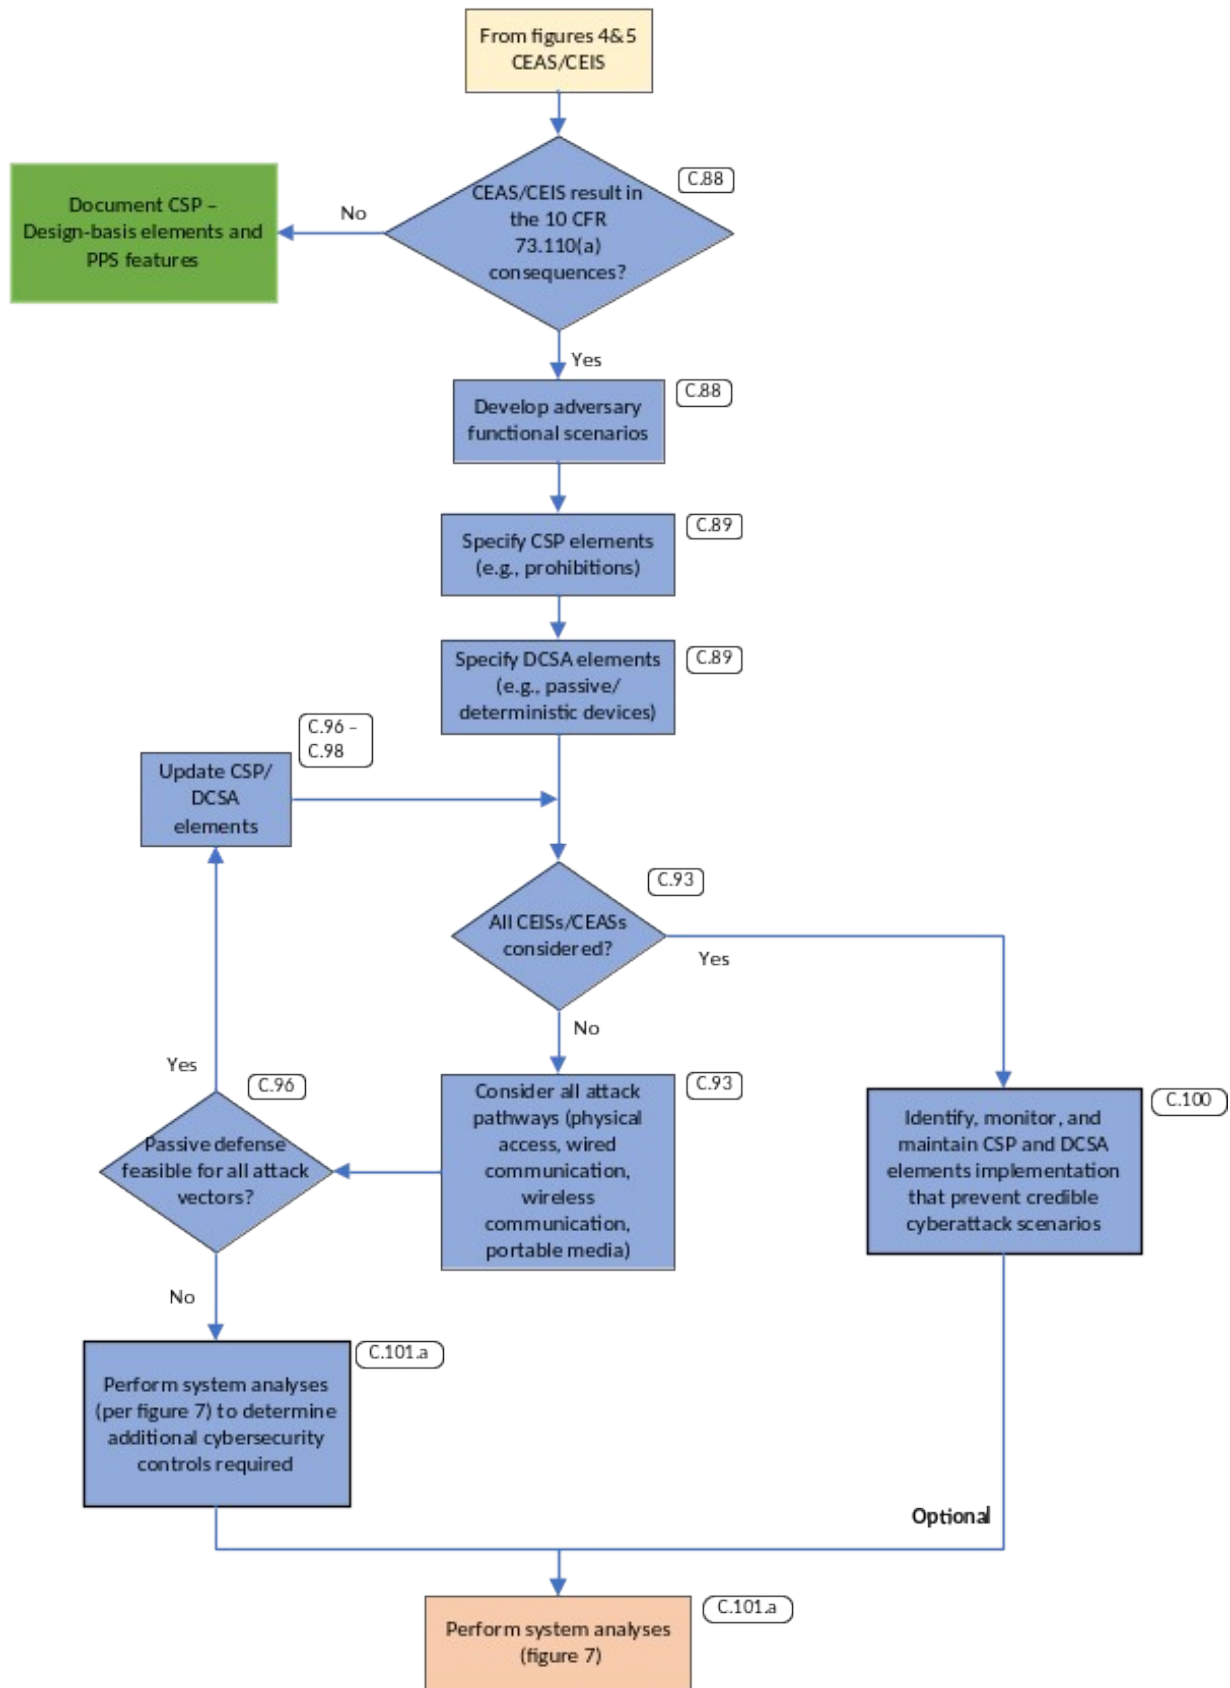 From figures 4&5
CEAS/CEIS
C.88
CEAS/CEIS result in
the 10 CFR
73.110(a)
consequences?
No
Document CSP –
Design-basis elements and
PPS features
Yes
C.88
Develop adversary
functional scenarios
C.89
Specify CSP elements
(e.g., prohibitions)
C.89
Specify DCSA elements
(e.g., passive/
deterministic devices)
C.96 –
C.98
Update CSP/
DCSA
elements
C.93
All CEISs/CEASs
considered?
Yes
No
Yes
C.96
Passive defense
feasible for all attack
vectors?
C.93
Consider all attack
pathways (physical
access, wired
communication,
wireless
communication,
portable media)
C.100
Identify, monitor, and
maintain CSP and DCSA
elements implementation
that prevent credible
cyberattack scenarios
No
C.101.a
Perform system analyses
(per figure 7) to determine
additional cybersecurity
controls required
Optional
C.101.a
Perform system analyses
(figure 7)